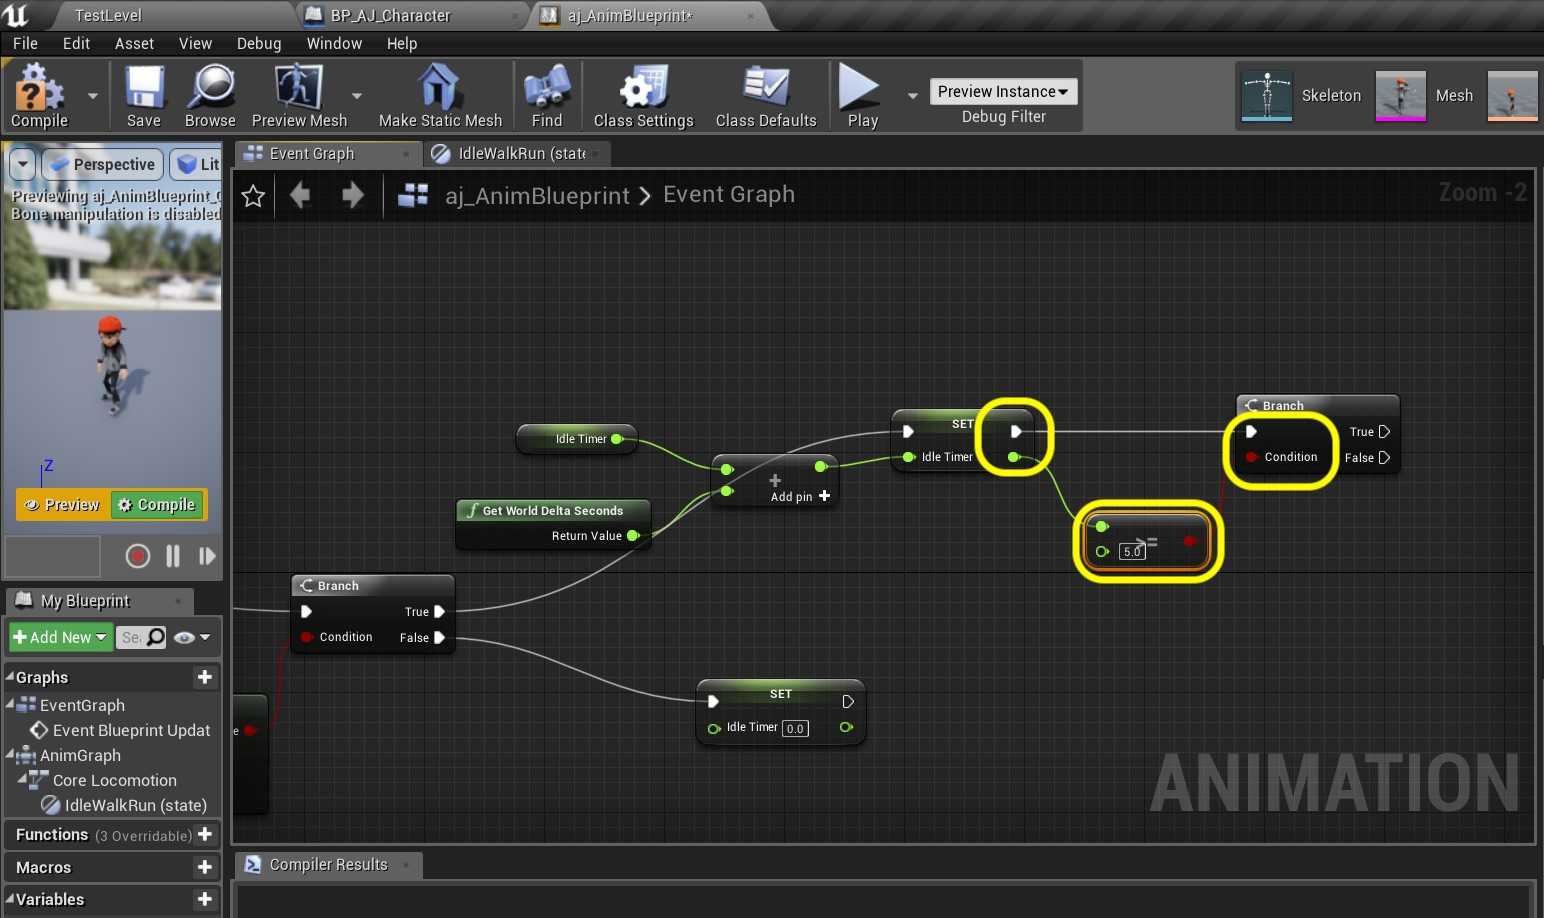 TestLevel
BP_AJ_Character
aj_AnimBlueprint*
File Edit Asset View Debug Window Help
Compile Save Browse Preview Mesh Make Static Mesh Find Class Settings Class Defaults Play
Preview Instance
Debug Filter
Skeleton Mesh
Perspective Lit
Previewing aj_AnimBlueprint_
Bone manipulation is disabled
Z
Preview Compile
Event Graph
IdleWalkRun (stat
aj_AnimBlueprint > Event Graph
Zoom -2
Branch
SET
True
Idle Timer
Idle Timer
Condition False
+
Add pin +
Get World Delta Seconds
Return Value
>=
5.0
Branch
True
Condition False
SET
Idle Timer 0.0
e
ANIMATION
My Blueprint
+ Add New
Se
Graphs +
EventGraph
Event Blueprint Updat
AnimGraph
Core Locomotion
IdleWalkRun (state)
Functions (3 Overridable) +
Macros +
Variables +
Compiler Results